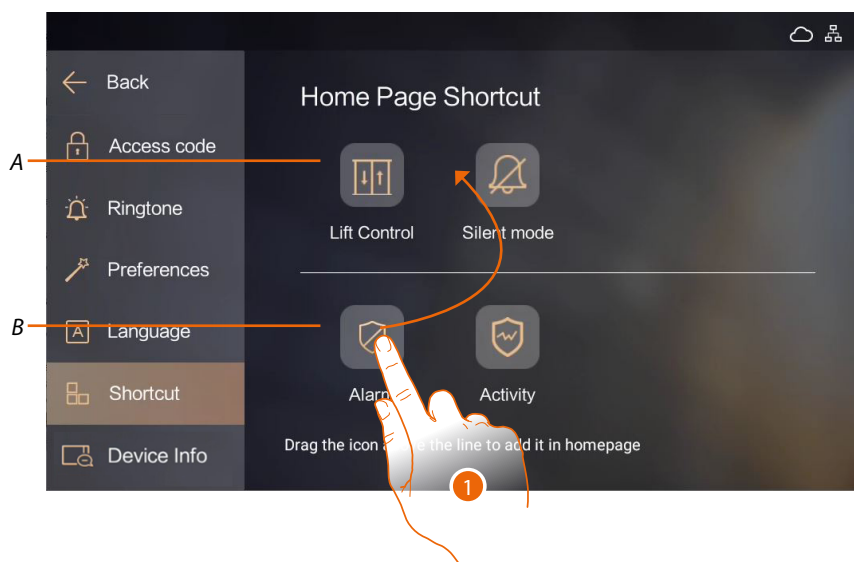 Back
Home Page Shortcut
Access code
A
Ringtone
Lift Control
Silent mode
Preferences
B
A
Language
Shortcut
Activity
Drag the icon the line to add it in homepage
Device Info
1